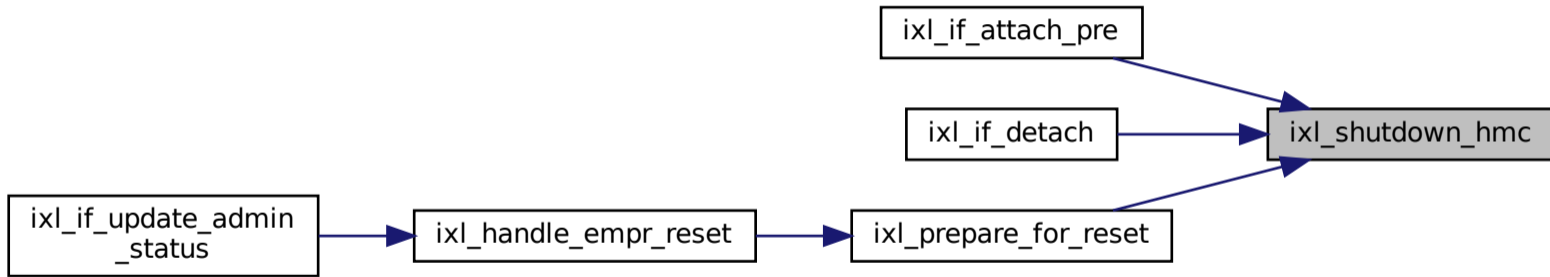 ixl_if_attach_pre
ixl_if_detach
ixl_shutdown_hmc
ixl_if_update_admin
_status
ixl_handle_empr_reset
ixl_prepare_for_reset